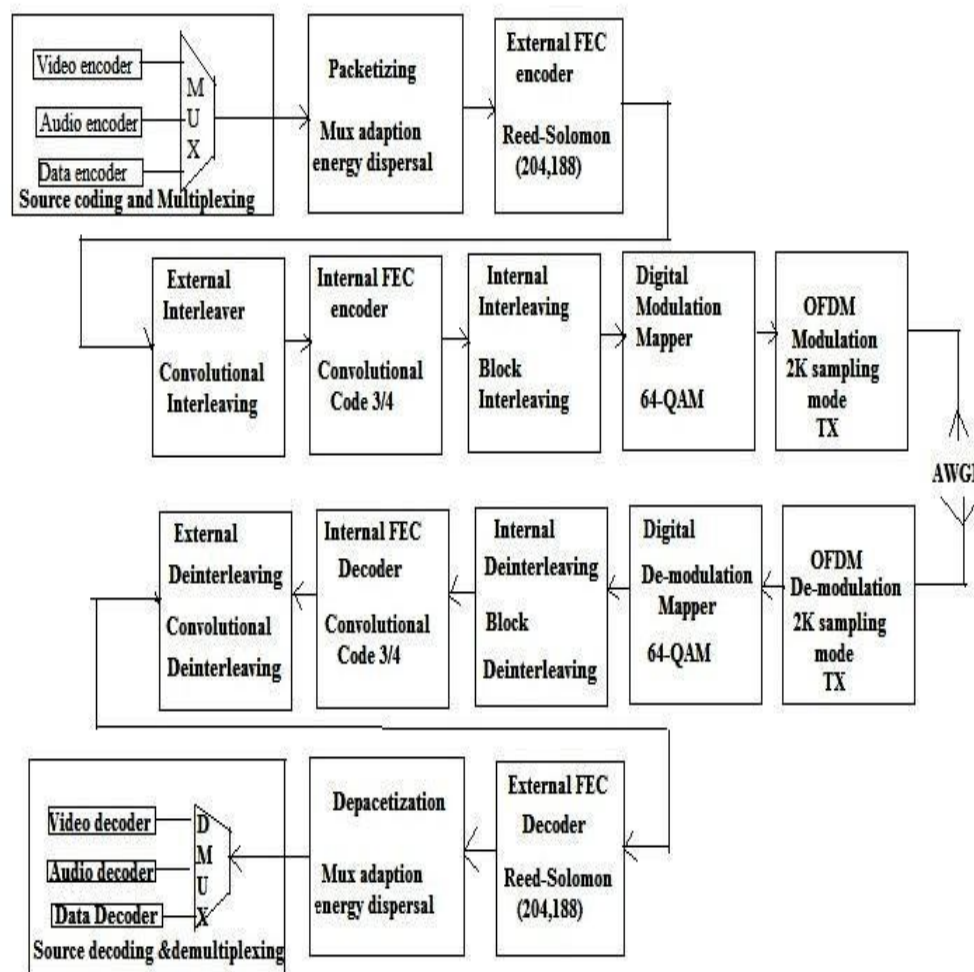 Video encoder
Audio encoder
Data encoder
M
U
X
Source coding and Multiplexing
Packetizing
Mux adaption
energy dispersal
External FEC
encoder
Reed-Solomon
(204,188)
External
Interleaver
Convolutional
Interleaving
Internal FEC
encoder
Convolutional
Code 3/4
Internal
Interleaving
Block
Interleaving
Digital
Modulation
Mapper
64-QAM
OFDM
Modulation
2K sampling
mode
TX
AWGN
External
Deinterleaving
Convolutional
Deinterleaving
Internal FEC
Decoder
Convolutional
Code 3/4
Internal
Deinterleaving
Block
Deinterleaving
Digital
De-modulation
Mapper
64-QAM
OFDM
De-modulation
2K sampling
mode
TX
Video decoder
Audio decoder
Data Decoder
D
M
U
X
Source decoding &demultiplexing
Depacetization
Mux adaption
energy dispersal
External FEC
Decoder
Reed-Solomon
(204,188)